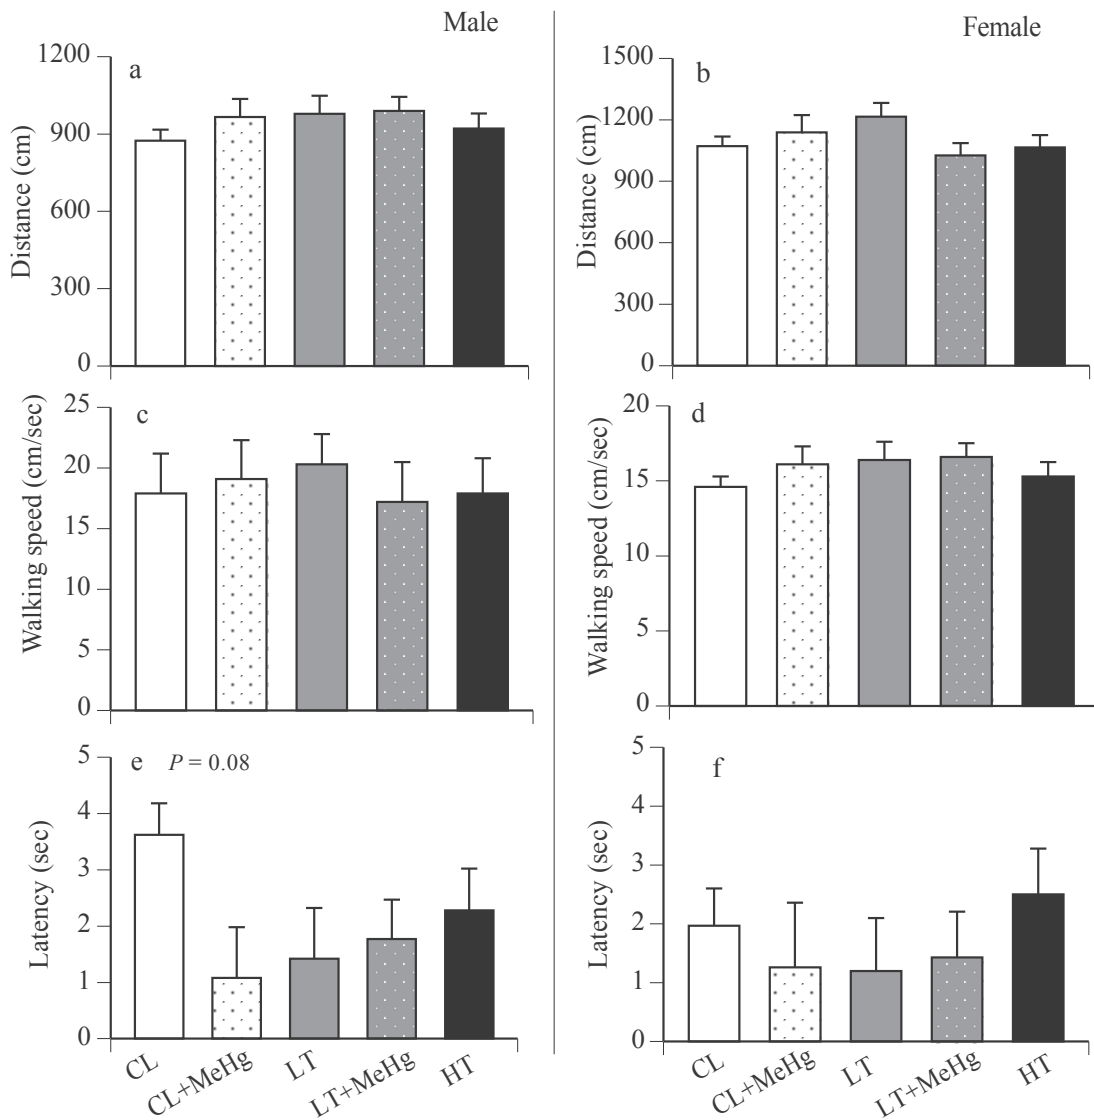 Male
Female
a
Distance (cm)
1200
900
600
300
0
b
Distance (cm)
1500
1200
900
600
300
0
c
Walking speed (cm/sec)
25
20
15
10
5
0
d
Walking speed (cm/sec)
20
15
10
5
0
e P = 0.08
Latency (sec)
5
4
3
2
1
0
CL
CL+MeHg
LT
LT+MeHg
HT
f
Latency (sec)
5
4
3
2
1
0
CL
CL+MeHg
LT
LT+MeHg
HT